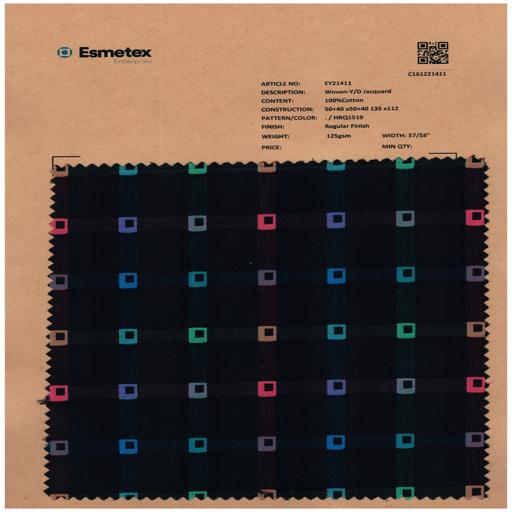 Esmetex
Enterprise
C161221411
ARTICLE NO: EY21411
DESCRIPTION: Woven-Y/D Jacquard
CONTENT: 100%Cotton
CONSTRUCTION: 50+40 x50+40 135 x112
PATTERN/COLOR: . / HRQ1519
FINISH: Regular Finish
WEIGHT: 125gsm WIDTH: 57/58"
PRICE: MIN QTY: